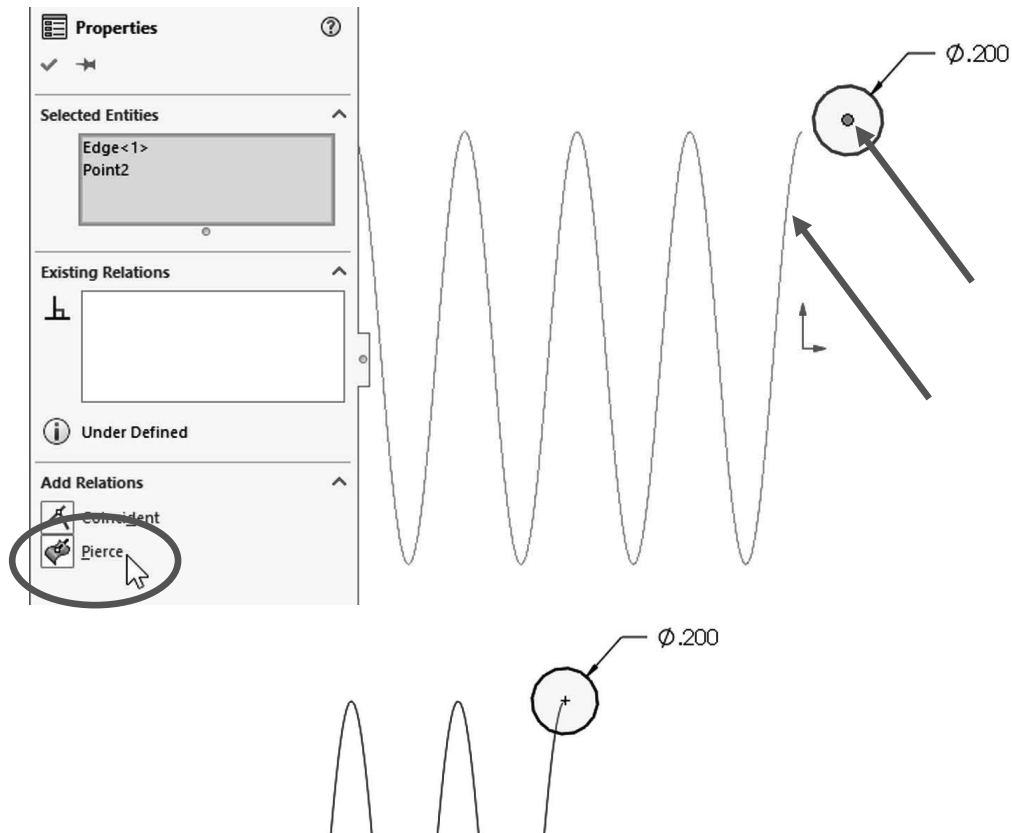 Properties
Ø.200
Selected Entities
Edge<1>
Point2
Existing Relations
Under Defined
Add Relations
Coincident
Pierce
Ø.200